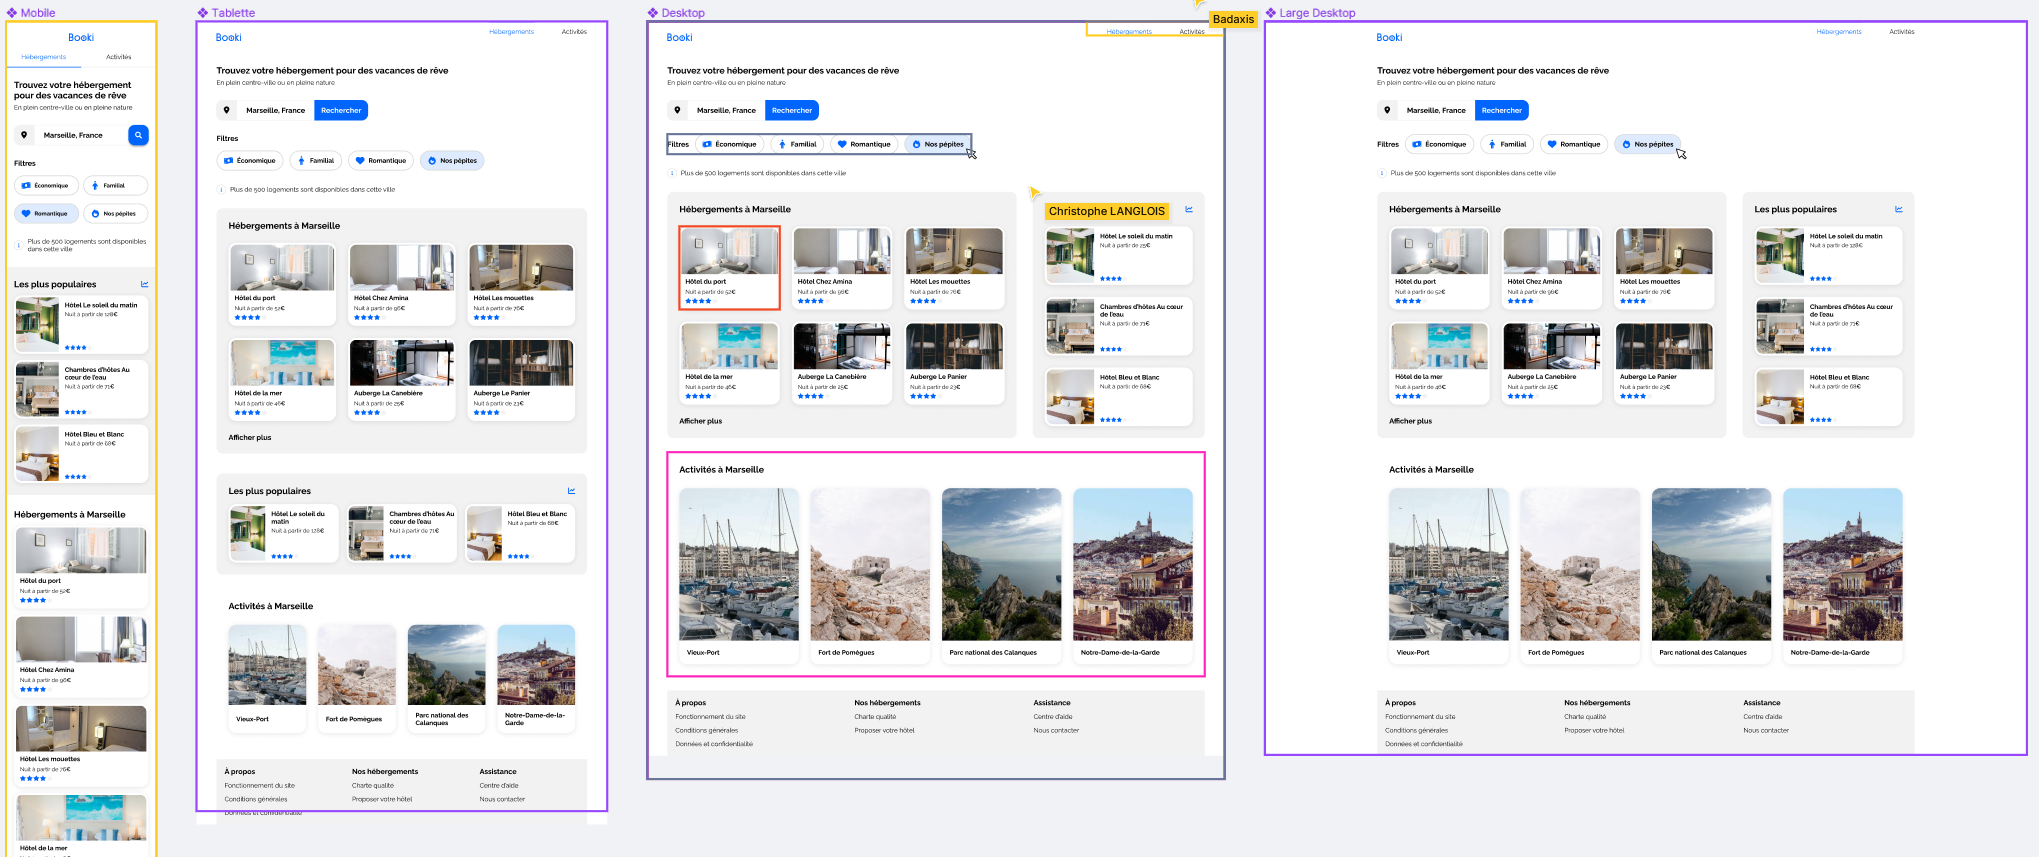 Mobile
Booki
Hébergements
Activités
Trouvez votre hébergement
pour des vacances de rêve
En plein centre-ville ou en pleine nature
Marseille, France
Filtres
Économique
Familial
Romantique
Nos pépites
Plus de 500 logements sont disponibles
dans cette ville
Les plus populaires
Hôtel Le soleil du matin
Nuit à partir de 128€
Chambres d'hôtes Au
cœur de l'eau
Nuit à partir de 71€
Hôtel Bleu et Blanc
Nuit à partir de 68€
Hébergements à Marseille
Hôtel du port
Nuit à partir de 52€
Hôtel Chez Amina
Nuit à partir de 96€
Hôtel Les mouettes
Nuit à partir de 76€
Hôtel de la mer
Tablette
Booki
Hébergements
Activités
Trouvez votre hébergement pour des vacances de rêve
En plein centre-ville ou en pleine nature
Marseille, France
Rechercher
Filtres
Économique
Familial
Romantique
Nos pépites
Plus de 500 logements sont disponibles dans cette ville
Hébergements à Marseille
Hôtel du port
Nuit à partir de 52€
Hôtel Chez Amina
Nuit à partir de 96€
Hôtel Les mouettes
Nuit à partir de 76€
Hôtel de la mer
Nuit à partir de 46€
Auberge La Canebière
Nuit à partir de 25€
Auberge Le Panier
Nuit à partir de 23€
Afficher plus
Les plus populaires
Hôtel Le soleil du
matin
Nuit à partir de 128€
Chambres d'hôtes Au
cœur de l'eau
Nuit à partir de 71€
Hôtel Bleu et Blanc
Nuit à partir de 68€
Activités à Marseille
Vieux-Port
Fort de Pomègues
Parc national des
Calanques
Notre-Dame-de-la-
Garde
À propos
Fonctionnement du site
Conditions générales
Données et confidentialité
Nos hébergements
Charte qualité
Proposer votre hôtel
Assistance
Centre d'aide
Nous contacter
Desktop
Badaxis
Booki
Hébergements
Activités
Trouvez votre hébergement pour des vacances de rêve
En plein centre-ville ou en pleine nature
Marseille, France
Rechercher
Filtres
Économique
Familial
Romantique
Nos pépites
Plus de 500 logements sont disponibles dans cette ville
Hébergements à Marseille
Hôtel du port
Nuit à partir de 52€
Hôtel Chez Amina
Nuit à partir de 96€
Hôtel Les mouettes
Nuit à partir de 76€
Hôtel de la mer
Nuit à partir de 46€
Auberge La Canebière
Nuit à partir de 25€
Auberge Le Panier
Nuit à partir de 23€
Afficher plus
Christophe LANGLOIS
Hôtel Le soleil du matin
Nuit à partir de
Chambres d'hôtes Au cœur
de l'eau
Nuit à partir de 71€
Hôtel Bleu et Blanc
Nuit à partir de 68€
Activités à Marseille
Vieux-Port
Fort de Pomègues
Parc national des Calanques
Notre-Dame-de-la-Garde
À propos
Fonctionnement du site
Conditions générales
Données et confidentialité
Nos hébergements
Charte qualité
Proposer votre hôtel
Assistance
Centre d'aide
Nous contacter
Large Desktop
Booki
Hébergements
Activités
Trouvez votre hébergement pour des vacances de rêve
En plein centre-ville ou en pleine nature
Marseille, France
Rechercher
Filtres
Économique
Familial
Romantique
Nos pépites
Plus de 500 logements sont disponibles dans cette ville
Hébergements à Marseille
Hôtel du port
Nuit à partir de 52€
Hôtel Chez Amina
Nuit à partir de 96€
Hôtel Les mouettes
Nuit à partir de 76€
Hôtel de la mer
Nuit à partir de 46€
Auberge La Canebière
Nuit à partir de 25€
Auberge Le Panier
Nuit à partir de 23€
Afficher plus
Les plus populaires
Hôtel Le soleil du matin
Nuit à partir de 128€
Chambres d'hôtes Au cœur
de l'eau
Nuit à partir de 71€
Hôtel Bleu et Blanc
Nuit à partir de 68€
Activités à Marseille
Vieux-Port
Fort de Pomègues
Parc national des Calanques
Notre-Dame-de-la-Garde
À propos
Fonctionnement du site
Conditions générales
Données et confidentialité
Nos hébergements
Charte qualité
Proposer votre hôtel
Assistance
Centre d'aide
Nous contacter